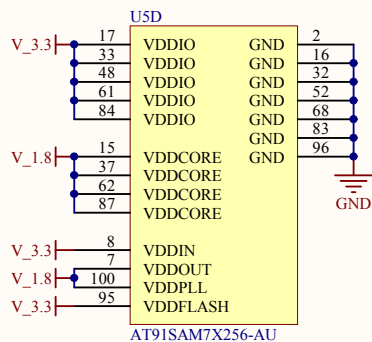 U5D
V_3.3 17 VDDIO GND 2
33 VDDIO GND 16
48 VDDIO GND 32
61 VDDIO GND 52
84 VDDIO GND 68
GND 83
V_1.8 15 VDDCORE GND 96
37 VDDCORE
62 VDDCORE
87 VDDCORE
GND
V_3.3 8 VDDIN
7 VDDOUT
V_1.8 100 VDDPLL
V_3.3 95 VDDFLASH
AT91SAM7X256-AU